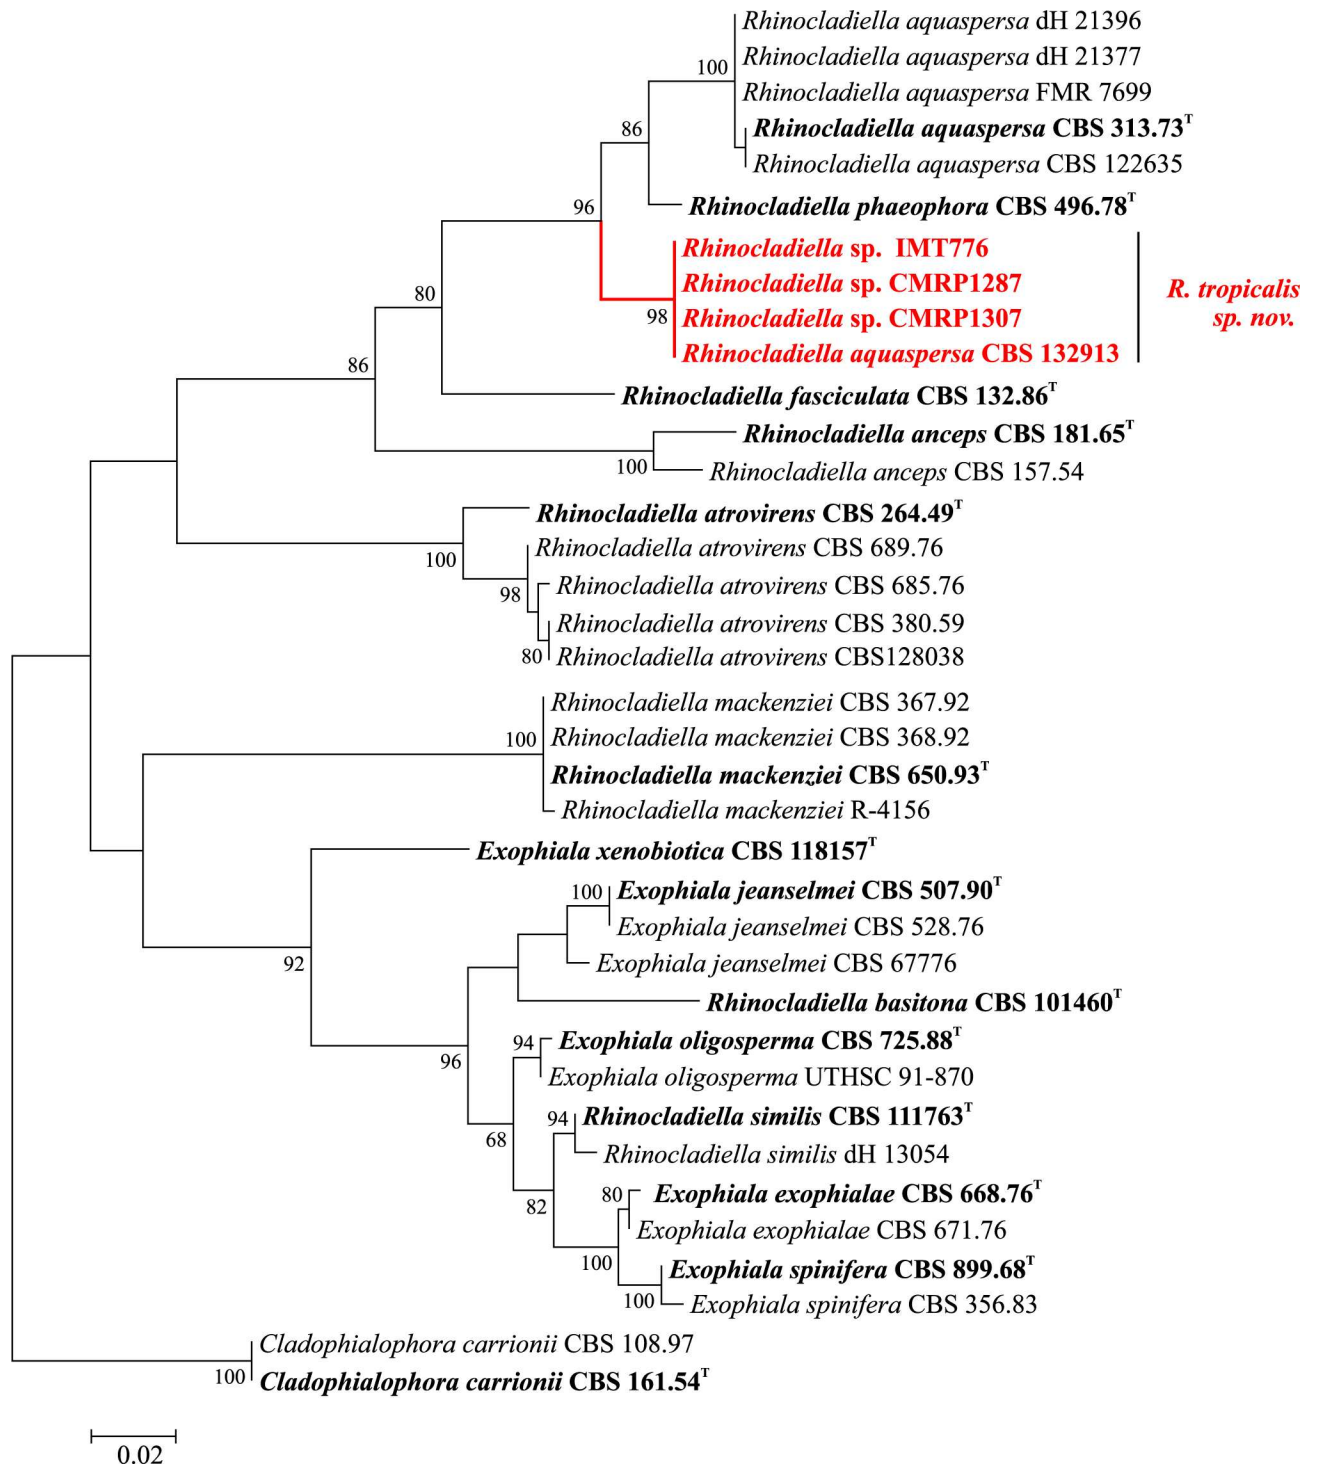 Rhinocladiella aquaspersa dH 21396
Rhinocladiella aquaspersa dH 21377
100
Rhinocladiella aquaspersa FMR 7699
86
Rhinocladiella aquaspersa CBS 313.73T
Rhinocladiella aquaspersa CBS 122635
96
Rhinocladiella phaeophora CBS 496.78T
Rhinocladiella sp. IMT776
Rhinocladiella sp. CMRP1287
R. tropicalis
sp. nov.
80
98
Rhinocladiella sp. CMRP1307
Rhinocladiella aquaspersa CBS 132913
86
Rhinocladiella fasciculata CBS 132.86T
Rhinocladiella anceps CBS 181.65T
100
Rhinocladiella anceps CBS 157.54
Rhinocladiella atrovirens CBS 264.49T
100
Rhinocladiella atrovirens CBS 689.76
98
Rhinocladiella atrovirens CBS 685.76
Rhinocladiella atrovirens CBS 380.59
80
Rhinocladiella atrovirens CBS128038
Rhinocladiella mackenziei CBS 367.92
100
Rhinocladiella mackenziei CBS 368.92
Rhinocladiella mackenziei CBS 650.93T
Rhinocladiella mackenziei R-4156
Exophiala xenobiotica CBS 118157T
100
Exophiala jeanselmei CBS 507.90T
Exophiala jeanselmei CBS 528.76
92
Exophiala jeanselmei CBS 67776
Rhinocladiella basitona CBS 101460T
94
Exophiala oligosperma CBS 725.88T
96
Exophiala oligosperma UTHSC 91-870
94
Rhinocladiella similis CBS 111763T
68
Rhinocladiella similis dH 13054
80
Exophiala exophialae CBS 668.76T
82
Exophiala exophialae CBS 671.76
100
Exophiala spinifera CBS 899.68T
100
Exophiala spinifera CBS 356.83
Cladophialophora carrionii CBS 108.97
100
Cladophialophora carrionii CBS 161.54T
0.02